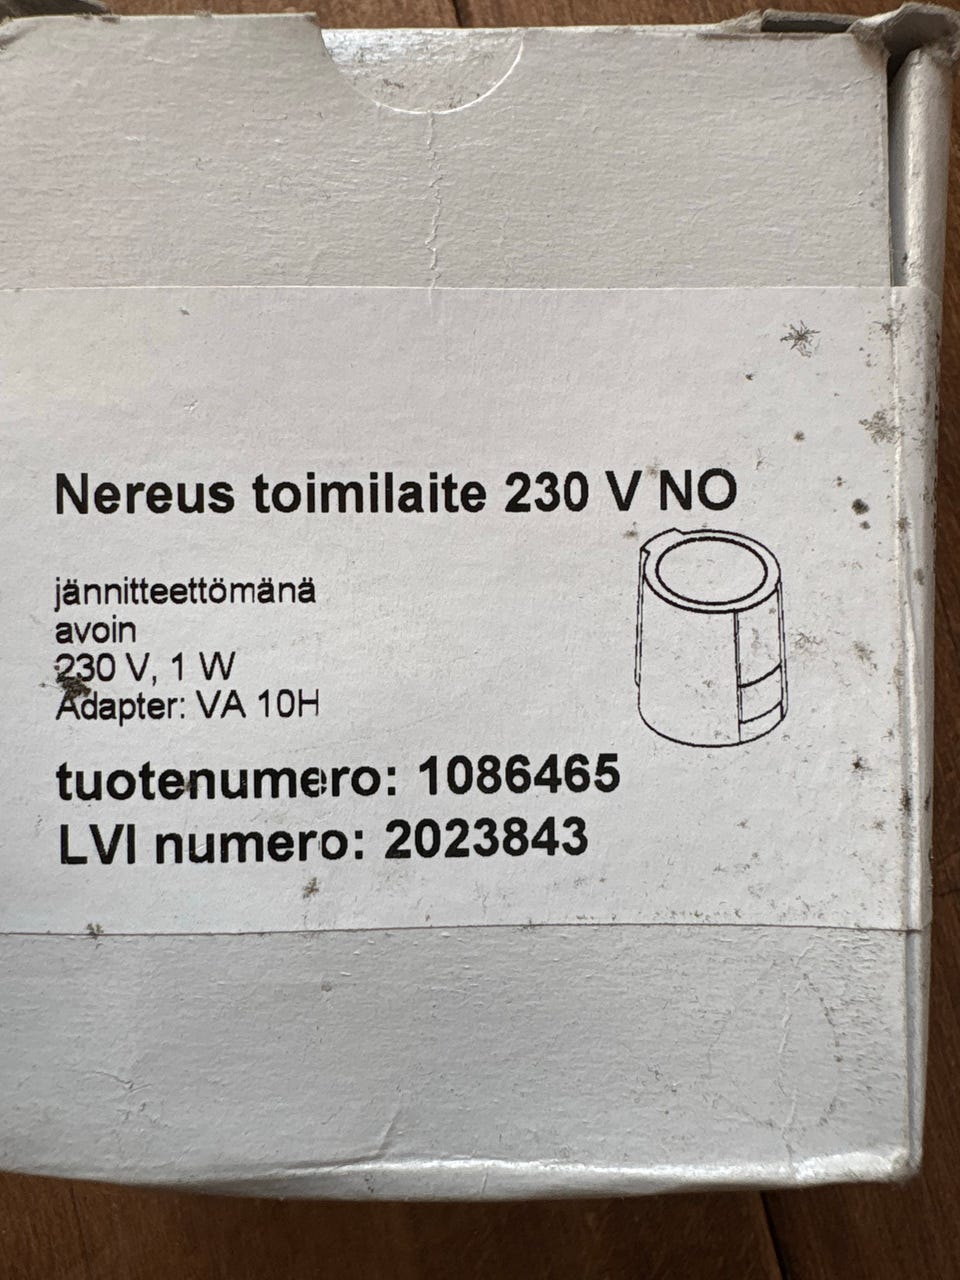 Nereus toimilaite 230 V NO
jännitteettömänä
avoin
230 V, 1 W
Adapter: VA 10H
tuotenumero: 1086465
LVI numero: 2023843